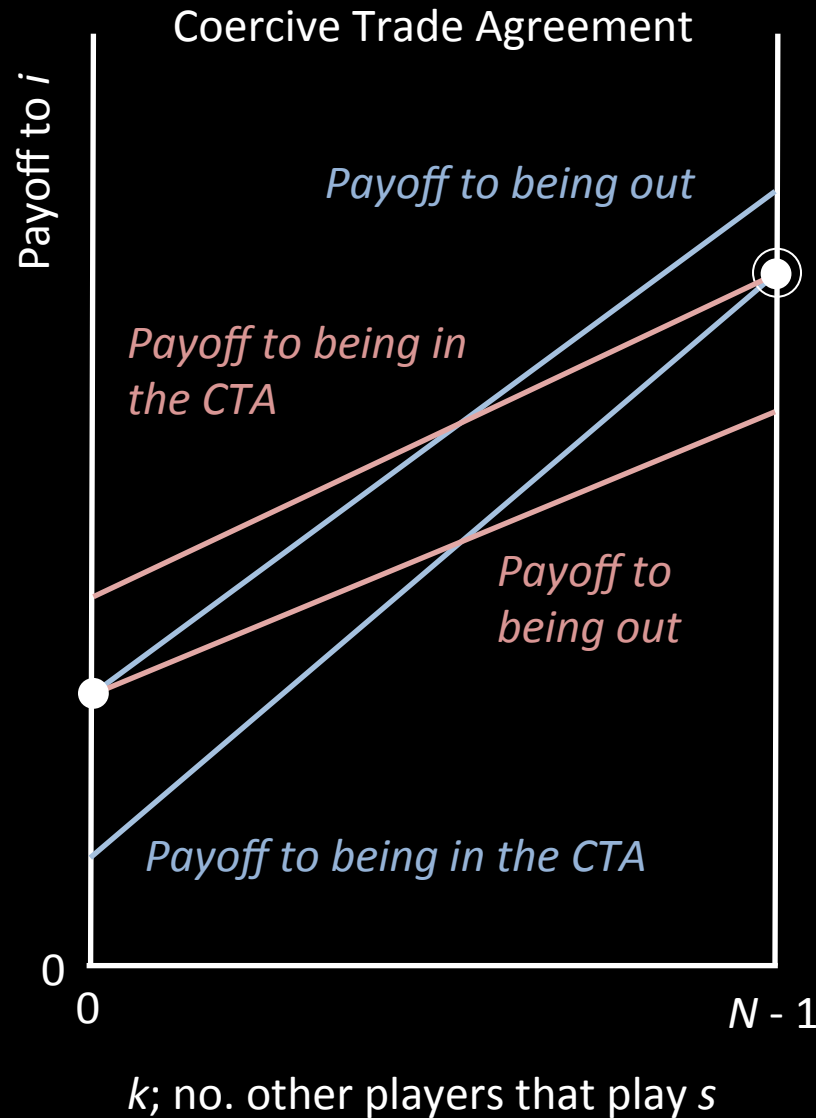 Coercive Trade Agreement
Payoff to i
Payoff to being out
Payoff to being in
the CTA
Payoff to
being out
Payoff to being in the CTA
0
0
N - 1
k; no. other players that play s